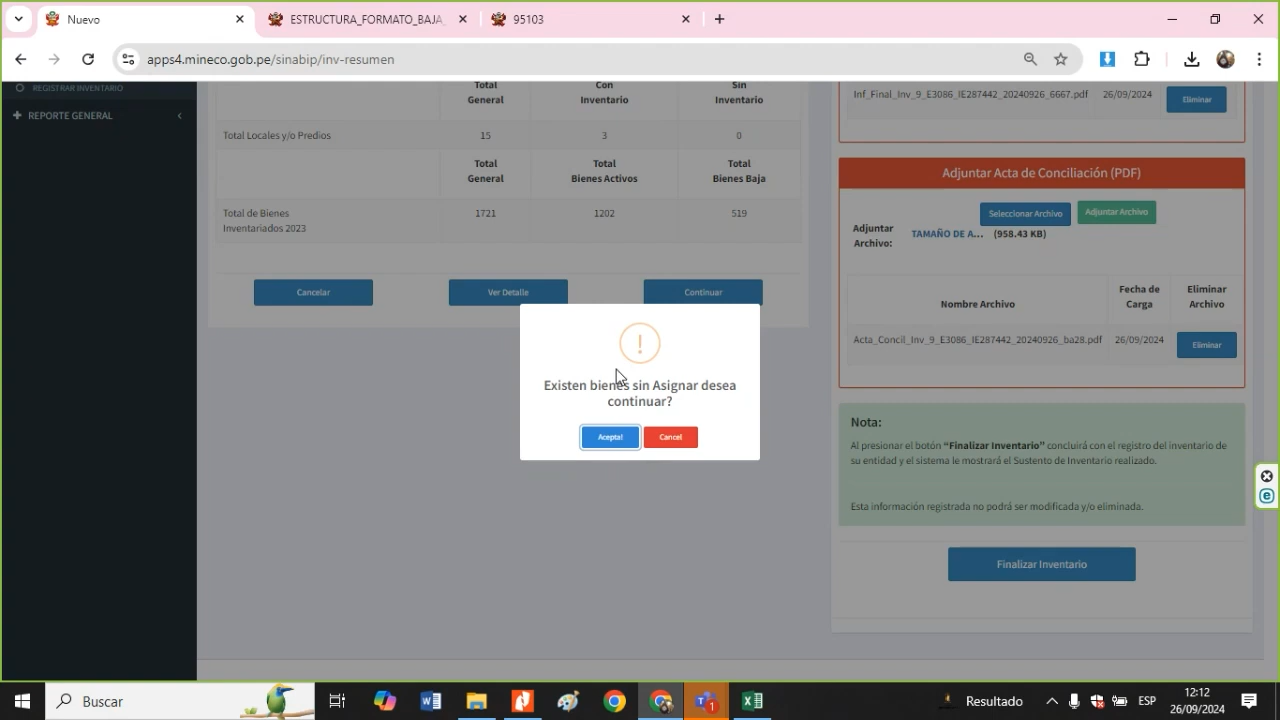 Nuevo
ESTRUCTURA_FORMATO_BAJA_
95103
apps4.mineco.gob.pe/sinabip/inv-resumen
REGISTRAR INVENTARIO
REPORTE GENERAL
Total General
Con Inventario
Sin Inventario
Total Locales y/o Predios 15 3 0
Total General
Total Bienes Activos
Total Bienes Baja
Total de Bienes Inventariados 2023 1721 1202 519
Cancelar
Ver Detalle
Continuar
Inf_Final_Inv_9_E3086_IE287442_20240926_6667.pdf 26/09/2024 Eliminar
Adjuntar Acta de Conciliación (PDF)
Seleccionar Archivo
Adjuntar Archivo
Adjuntar Archivo:
TAMAÑO DE A... (958.43 KB)
Nombre Archivo
Fecha de Carga
Eliminar Archivo
Acta_Concil_Inv_9_E3086_IE287442_20240926_ba28.pdf 26/09/2024 Eliminar
Existen bienes sin Asignar desea
continuar?
Aceptal
Cancel
Nota:
Al presionar el botón “Finalizar Inventario” concluirá con el registro del inventario de
su entidad y el sistema le mostrará el Sustento de Inventario realizado.
Esta información registrada no podrá ser modificada y/o eliminada.
Finalizar Inventario
Buscar
1
Resultado
ESP
12:12
26/09/2024